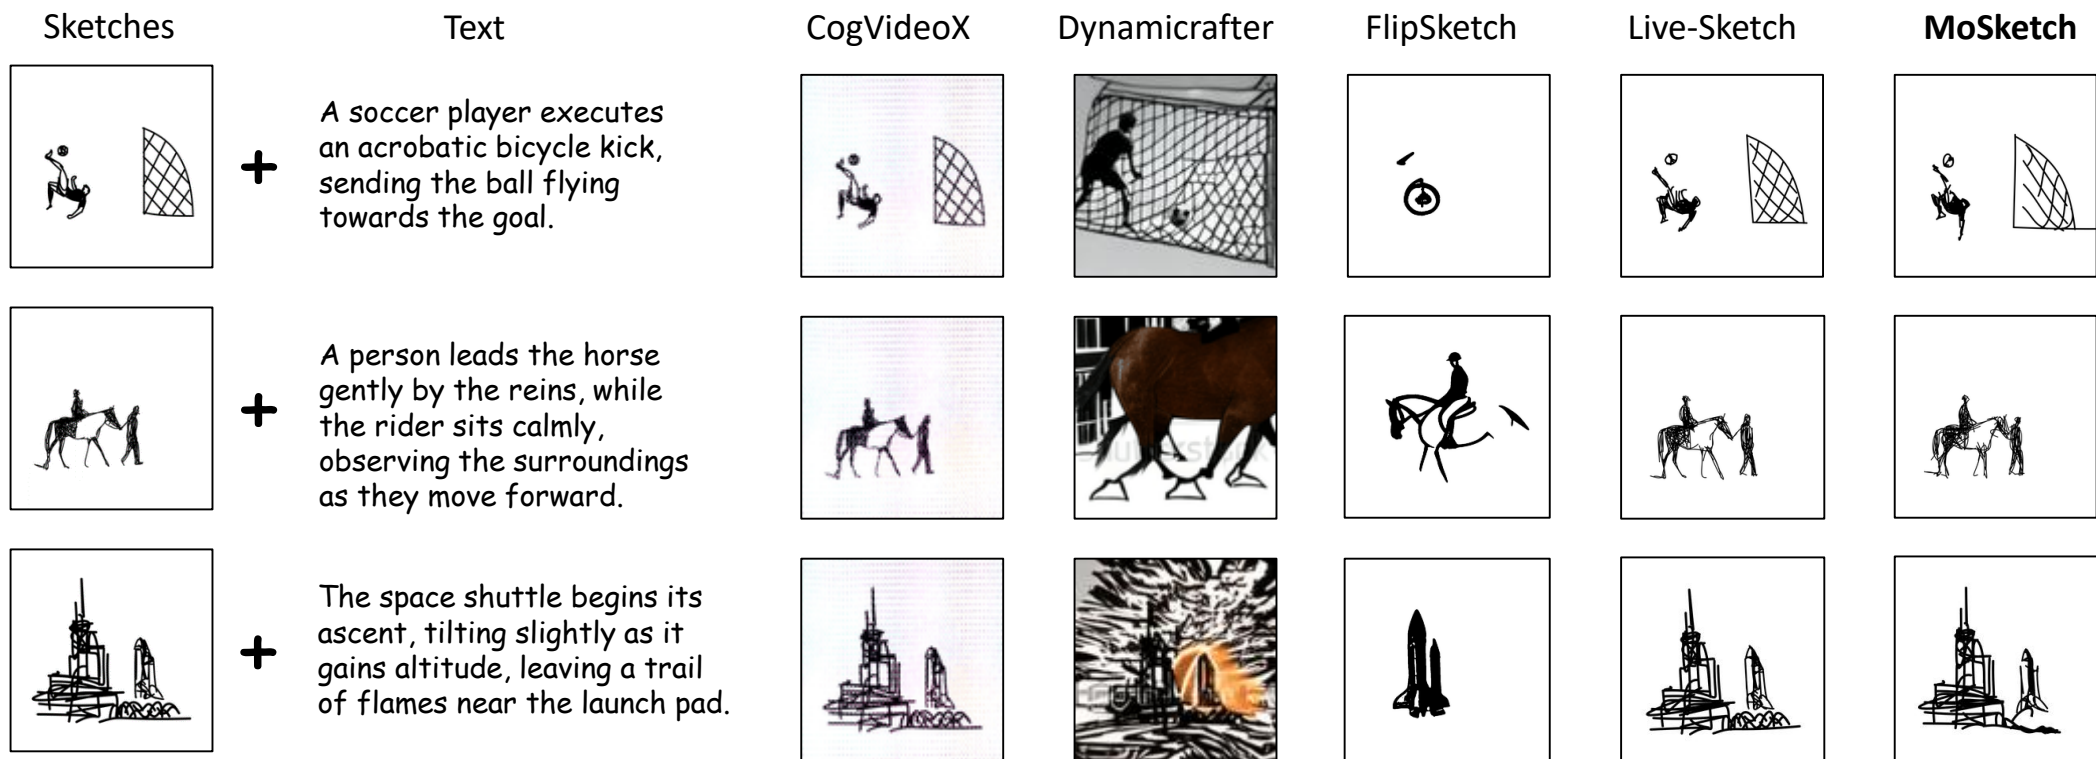 Sketches Text CogVideoX Dynamicrafter FlipSketch Live-Sketch MoSketch
A soccer player executes
an acrobatic bicycle kick,
sending the ball flying
towards the goal.
+
A person leads the horse
gently by the reins, while
the rider sits calmly,
observing the surroundings
as they move forward.
+
The space shuttle begins its
ascent, tilting slightly as it
gains altitude, leaving a trail
of flames near the launch pad.
+